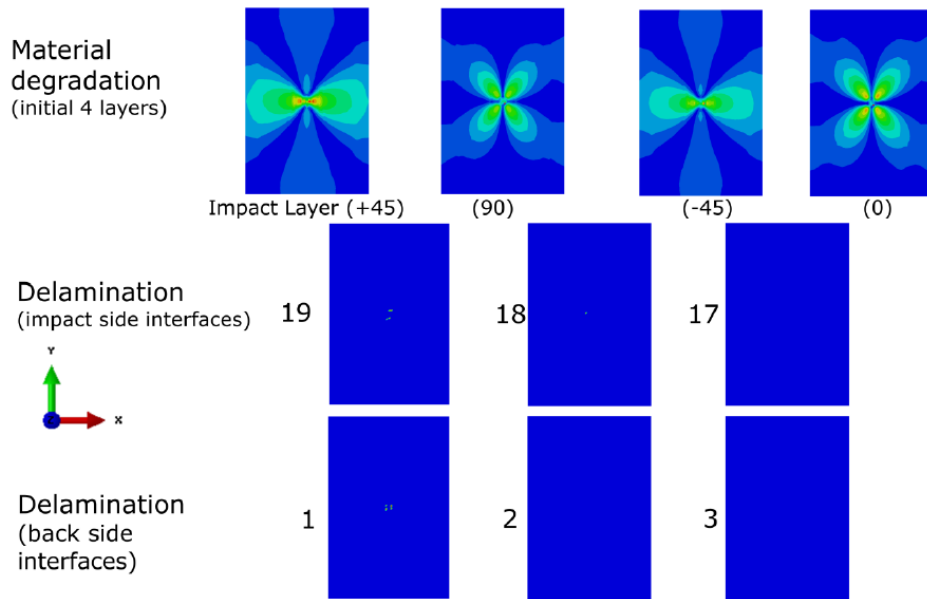 Material
degradation
(initial 4 layers)
Impact Layer (+45) (90) (-45) (0)
Delamination
(impact side interfaces) 19 18 17
Y
Z X
Delamination
(back side
interfaces) 1 2 3